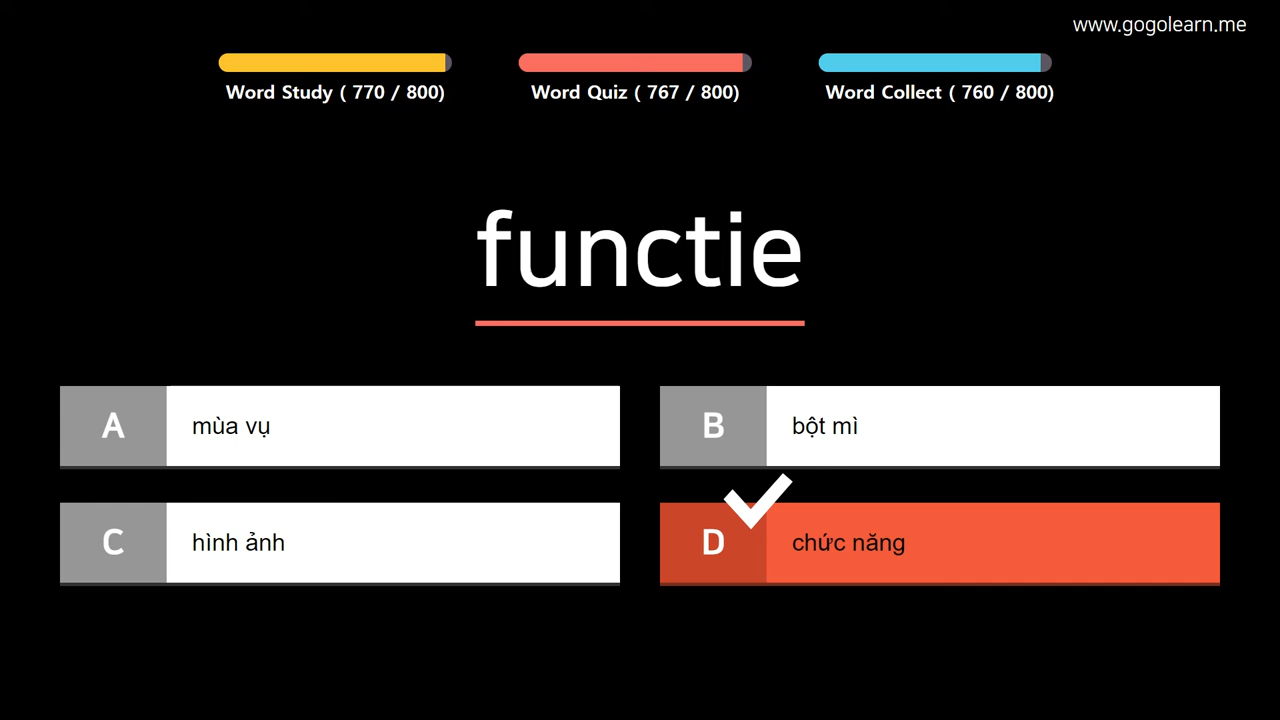 www.gogolearn.me
Word Study ( 770 / 800)
Word Quiz ( 767 / 800)
Word Collect ( 760 / 800)
functie
A mùa vụ
B bột mì
C hình ảnh
D chức năng